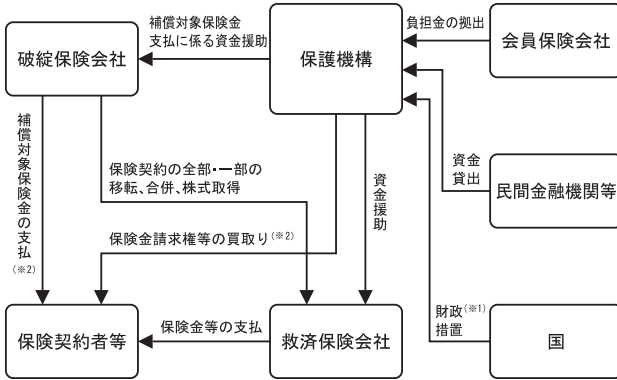 補償対象保険金
支払に係る資金援助
負担金の拠出
破綻保険会社
保護機構
会員保険会社
補償対象保険金の支払
(※2)
保険契約の全部・一部の
移転、合併、株式取得
資金援助
資金
貸出
民間金融機関等
保険金請求権等の買取り(※2)
財政(※1)
措置
保険契約者等
保険金等の支払
救済保険会社
国